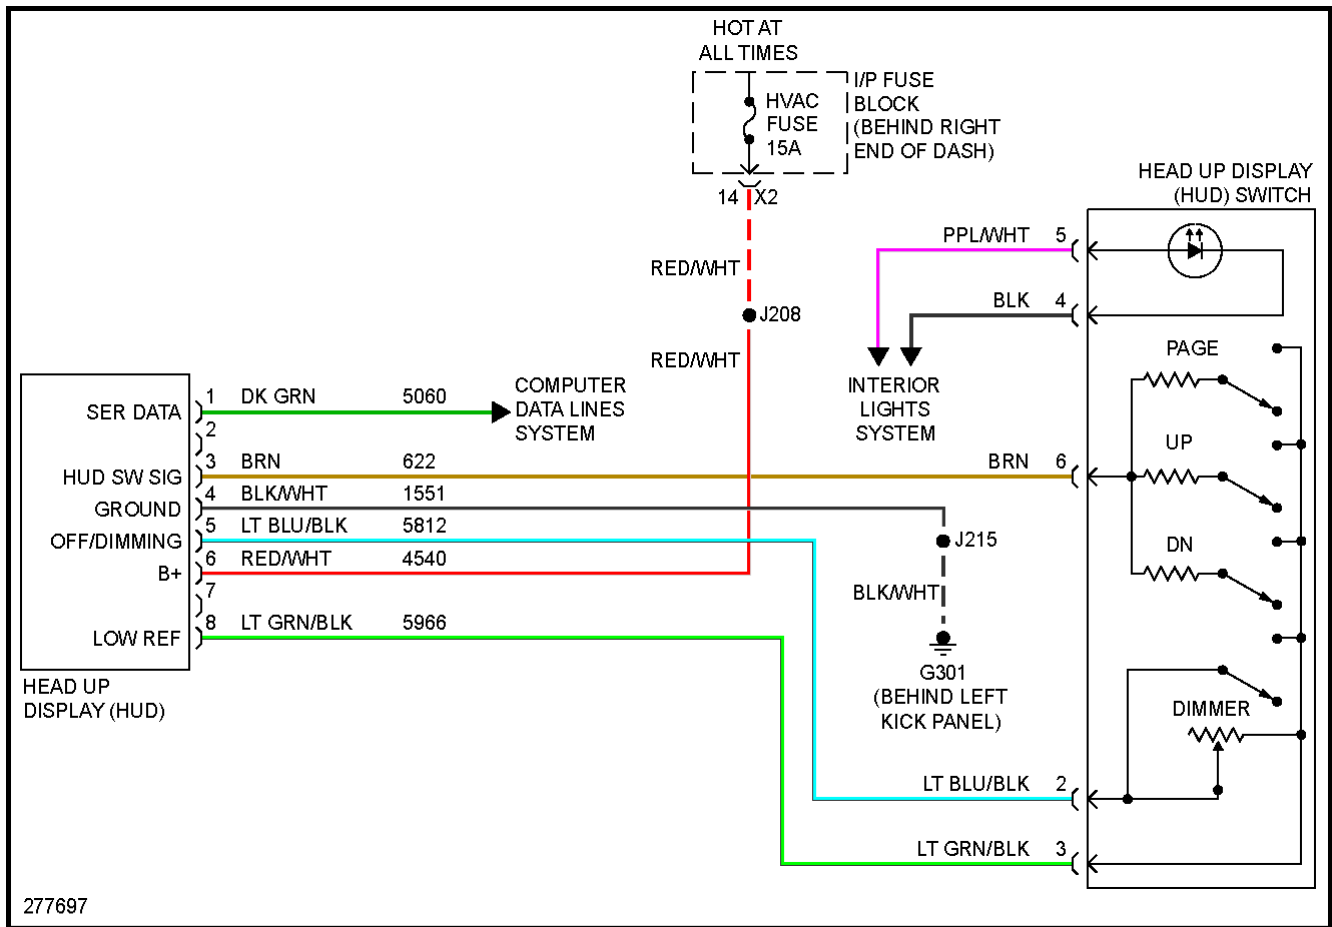 HOT AT
ALL TIMES
HVAC
FUSE
15A
I/P FUSE
BLOCK
(BEHIND RIGHT
END OF DASH)
14 X2
RED/WHT
J208
RED/WHT
HEAD UP DISPLAY
(HUD) SWITCH
PPL/WHT 5
BLK 4
INTERIOR
LIGHTS
SYSTEM
PAGE
UP
BRN 6
DN
DIMMER
LT BLU/BLK 2
LT GRN/BLK 3
SER DATA 1 DK GRN 5060
COMPUTER
DATA LINES
SYSTEM
2
HUD SW SIG 3 BRN 622
GROUND 4 BLK/WHT 1551
OFF/DIMMING 5 LT BLU/BLK 5812
B+ 6 RED/WHT 4540
7
LOW REF 8 LT GRN/BLK 5966
HEAD UP
DISPLAY (HUD)
J215
BLK/WHT
G301
(BEHIND LEFT
KICK PANEL)
277697